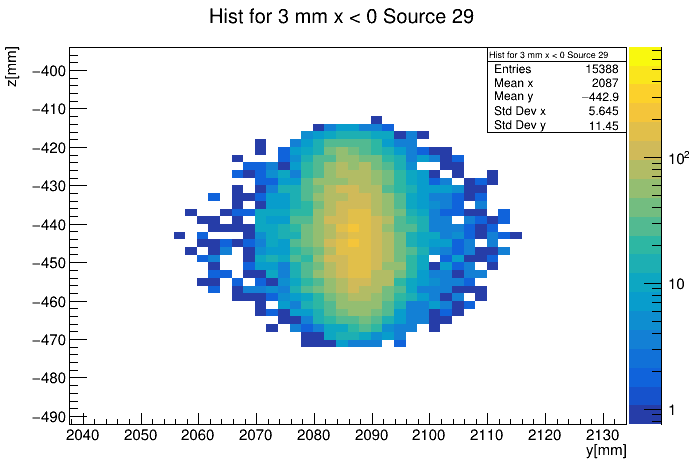 Hist for 3 mm x < 0 Source 29
z[mm]
Hist for 3 mm x < 0 Source 29
Entries 15388
Mean x 2087
Mean y −442.9
Std Dev x 5.645
Std Dev y 11.45
−400
−410
−420
−430
−440
−450
−460
−470
−480
−490
10²
10
1
2040 2050 2060 2070 2080 2090 2100 2110 2120 2130
y[mm]